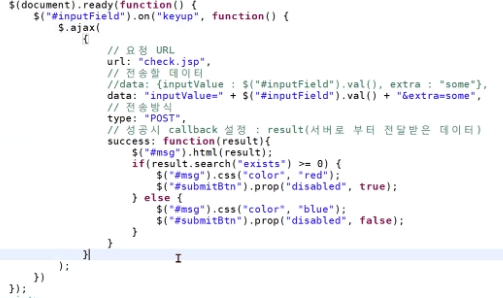 $(document).ready(function() {
$("#inputField").on("keyup", function() {
$.ajax(
{
// 요청 URL
url: "check.jsp",
// 전송할 데이터
//data: {inputValue : $("#inputField").val(), extra : "some"},
data: "inputValue=" + $("#inputField").val() + "&extra=some",
// 전송방식
type: "POST",
// 성공시 callback 설정 : result(서버로 부터 전달받은 데이터)
success: function(result){
$("#msg").html(result);
if(result.search("exists") >= 0) {
$("#msg").css("color", "red");
$("#submitBtn").prop("disabled", true);
} else {
$("#msg").css("color", "blue");
$("#submitBtn").prop("disabled", false);
}
}
}
);
})
});